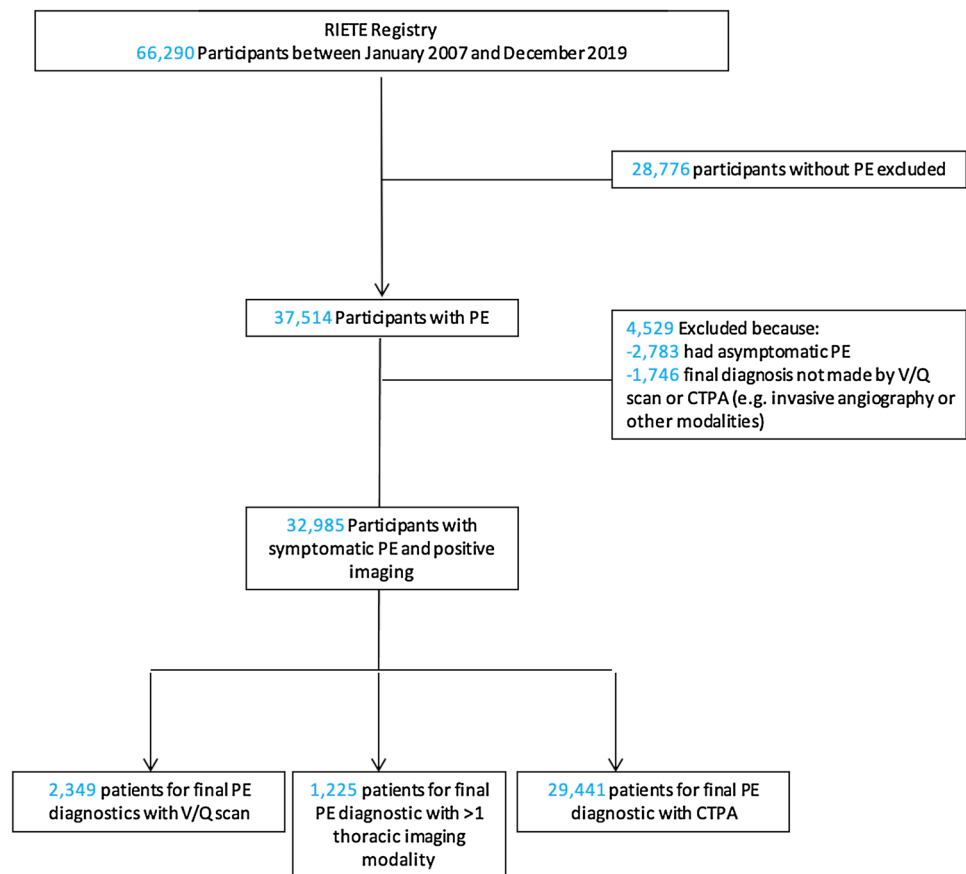 RIETE Registry
66,290 Participants between January 2007 and December 2019
28,776 participants without PE excluded
37,514 Participants with PE
4,529 Excluded because:
-2,783 had asymptomatic PE
-1,746 final diagnosis not made by V/Q
scan or CTPA (e.g. invasive angiography or
other modalities)
32,985 Participants with
symptomatic PE and positive
imaging
2,349 patients for final PE
diagnostics with V/Q scan
1,225 patients for final
PE diagnostic with >1
thoracic imaging
modality
29,441 patients for final PE
diagnostic with CTPA